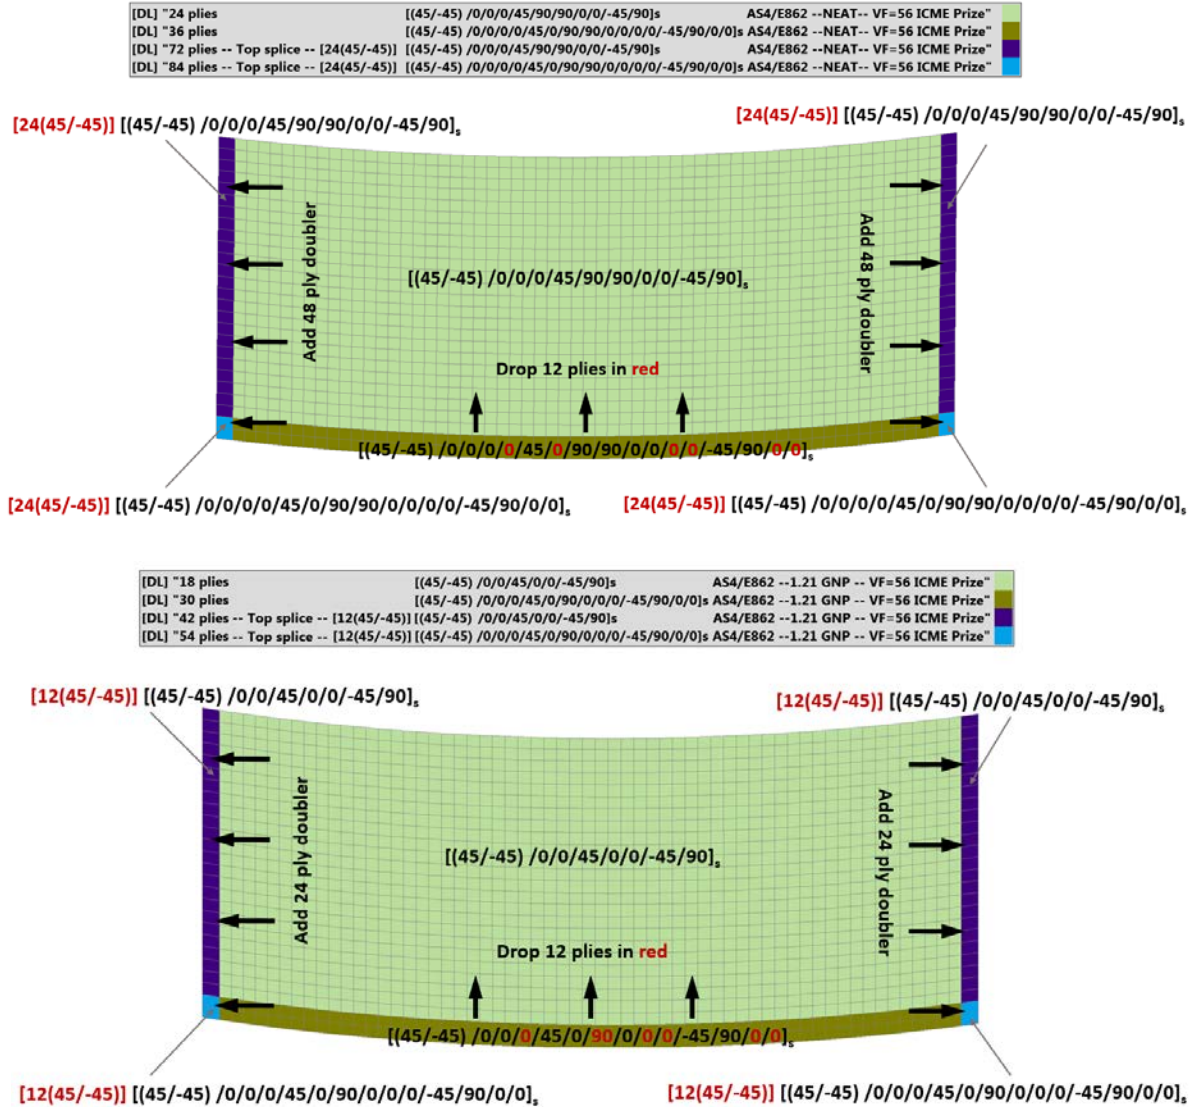 [DL] "24 plies [(45/-45) /0/0/0/45/90/90/0/0/-45/90]s AS4/E862 --NEAT-- VF=56 ICME Prize"
[DL] "36 plies [(45/-45) /0/0/0/0/45/0/90/90/0/0/0/0/-45/90/0/0]s AS4/E862 --NEAT-- VF=56 ICME Prize"
[DL] "72 plies -- Top splice -- [24(45/-45)] [(45/-45) /0/0/0/45/90/90/0/0/-45/90]s AS4/E862 --NEAT-- VF=56 ICME Prize"
[DL] "84 plies -- Top splice -- [24(45/-45)] [(45/-45) /0/0/0/0/45/0/90/90/0/0/0/0/-45/90/0/0]s AS4/E862 --NEAT-- VF=56 ICME Prize"
[24(45/-45)] [(45/-45) /0/0/0/45/90/90/0/0/-45/90]s
[24(45/-45)] [(45/-45) /0/0/0/45/90/90/0/0/-45/90]s
Add 48 ply doubler
Add 48 ply doubler
[(45/-45) /0/0/0/45/90/90/0/0/-45/90]s
Drop 12 plies in red
[(45/-45) /0/0/0/0/45/0/90/90/0/0/0/0/-45/90/0/0]s
[24(45/-45)] [(45/-45) /0/0/0/0/45/0/90/90/0/0/0/0/-45/90/0/0]s
[24(45/-45)] [(45/-45) /0/0/0/0/45/0/90/90/0/0/0/0/-45/90/0/0]s
[DL] "18 plies [(45/-45) /0/0/45/0/0/-45/90]s AS4/E862 --1.21 GNP -- VF=56 ICME Prize"
[DL] "30 plies [(45/-45) /0/0/0/45/0/90/0/0/0/-45/90/0/0]s AS4/E862 --1.21 GNP -- VF=56 ICME Prize"
[DL] "42 plies -- Top splice -- [12(45/-45)] [(45/-45) /0/0/45/0/0/-45/90]s AS4/E862 --1.21 GNP -- VF=56 ICME Prize"
[DL] "54 plies -- Top splice -- [12(45/-45)] [(45/-45) /0/0/0/45/0/90/0/0/0/-45/90/0/0]s AS4/E862 --1.21 GNP -- VF=56 ICME Prize"
[12(45/-45)] [(45/-45) /0/0/45/0/0/-45/90]s
[12(45/-45)] [(45/-45) /0/0/45/0/0/-45/90]s
Add 24 ply doubler
Add 24 ply doubler
[(45/-45) /0/0/45/0/0/-45/90]s
Drop 12 plies in red
[(45/-45) /0/0/0/45/0/90/0/0/0/-45/90/0/0]s
[12(45/-45)] [(45/-45) /0/0/0/45/0/90/0/0/0/-45/90/0/0]s
[12(45/-45)] [(45/-45) /0/0/0/45/0/90/0/0/0/-45/90/0/0]s